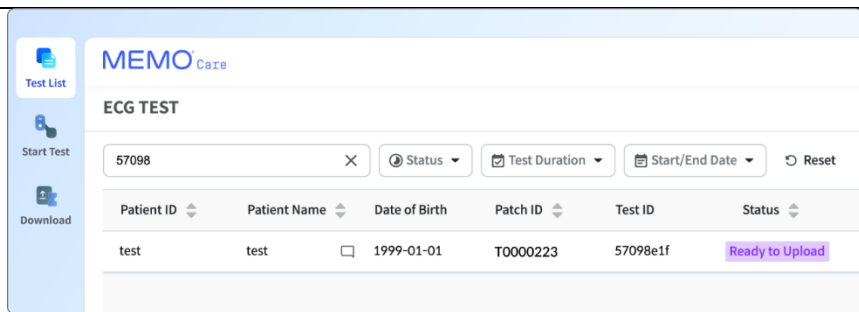 Test List
Start Test
Download
MEMO Care
ECG TEST
57098 Status Test Duration Start/End Date Reset
Patient ID Patient Name Date of Birth Patch ID Test ID Status
test test 1999-01-01 T0000223 57098e1f Ready to Upload